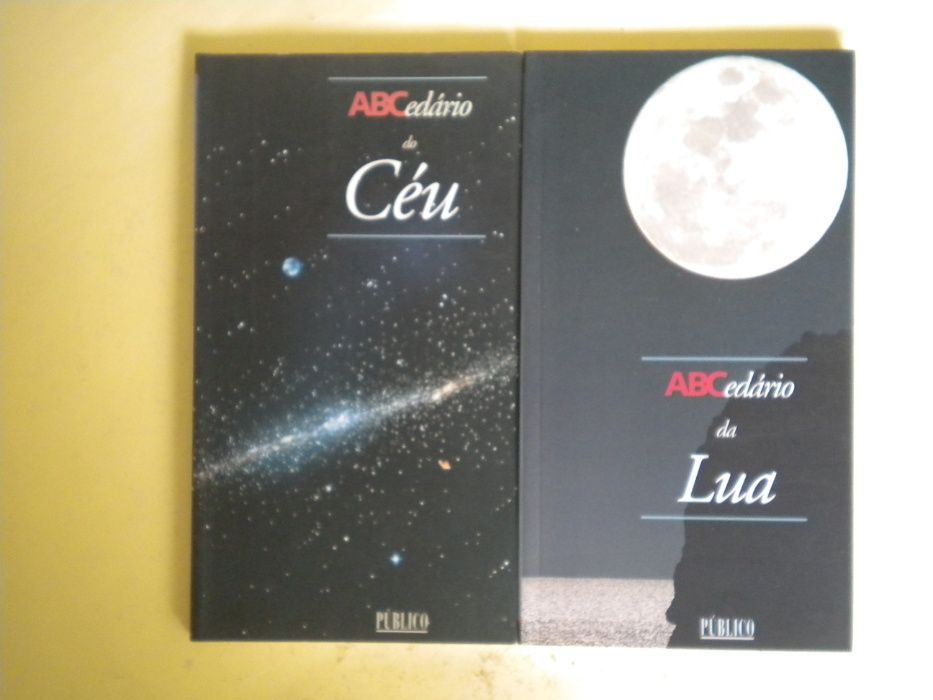 ABCedário
do
Céu
PÚBLICO
ABCedário
da
Lua
PÚBLICO